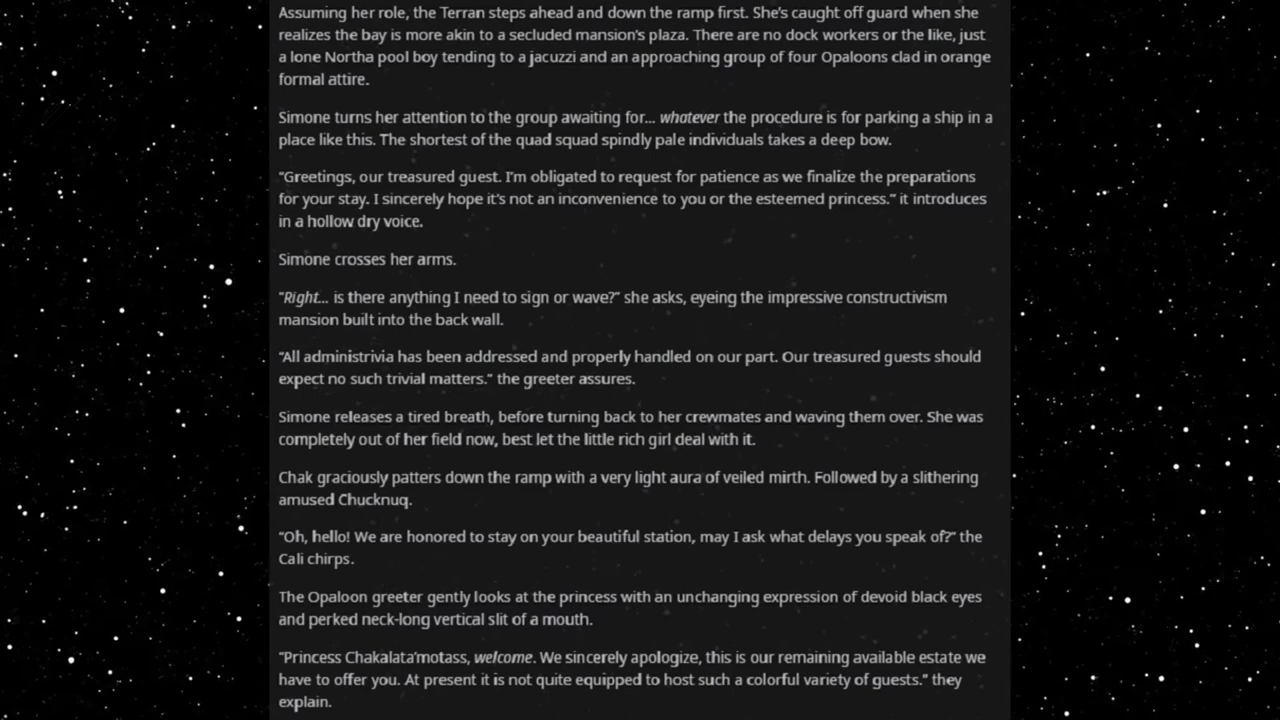 Assuming her role, the Terran steps ahead and down the ramp first. She's caught off guard when she
realizes the bay is more akin to a secluded mansion's plaza. There are no dock workers or the like, just
a lone Northa pool boy tending to a jacuzzi and an approaching group of four Opaloons clad in orange
formal attire.
Simone turns her attention to the group awaiting for... whatever the procedure is for parking a ship in a
place like this. The shortest of the quad squad spindly pale individuals takes a deep bow.
"Greetings, our treasured guest. I'm obligated to request for patience as we finalize the preparations
for your stay. I sincerely hope it's not an inconvenience to you or the esteemed princess." it introduces
in a hollow dry voice.
Simone crosses her arms.
"Right... is there anything I need to sign or wave?" she asks, eyeing the impressive constructivism
mansion built into the back wall.
"All administrivia has been addressed and properly handled on our part. Our treasured guests should
expect no such trivial matters." the greeter assures.
Simone releases a tired breath, before turning back to her crewmates and waving them over. She was
completely out of her field now, best let the little rich girl deal with it.
Chak graciously patters down the ramp with a very light aura of veiled mirth. Followed by a slithering
amused Chucknuq.
"Oh, hello! We are honored to stay on your beautiful station, may I ask what delays you speak of?" the
Cali chirps.
The Opaloon greeter gently looks at the princess with an unchanging expression of devoid black eyes
and perked neck-long vertical slit of a mouth.
"Princess Chakalata'motass, welcome. We sincerely apologize, this is our remaining available estate we
have to offer you. At present it is not quite equipped to host such a colorful variety of guests." they
explain.